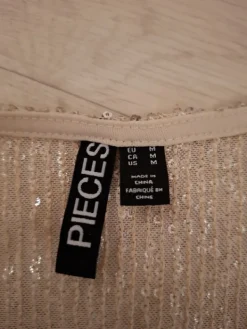 PIECES
EU M
CA M
US M
MADE IN
CHINA
FABRIQUÉ EN
CHINE